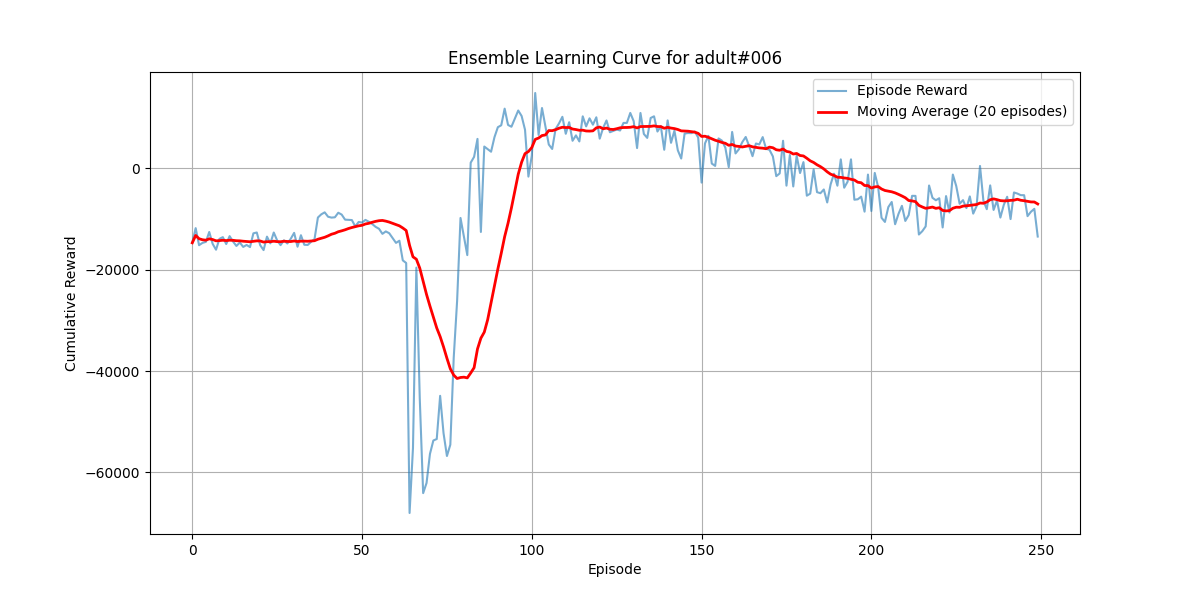 Ensemble Learning Curve for adult#006
Episode Reward
Moving Average (20 episodes)
Cumulative Reward
0
−20000
−40000
−60000
0 50 100 150 200 250
Episode